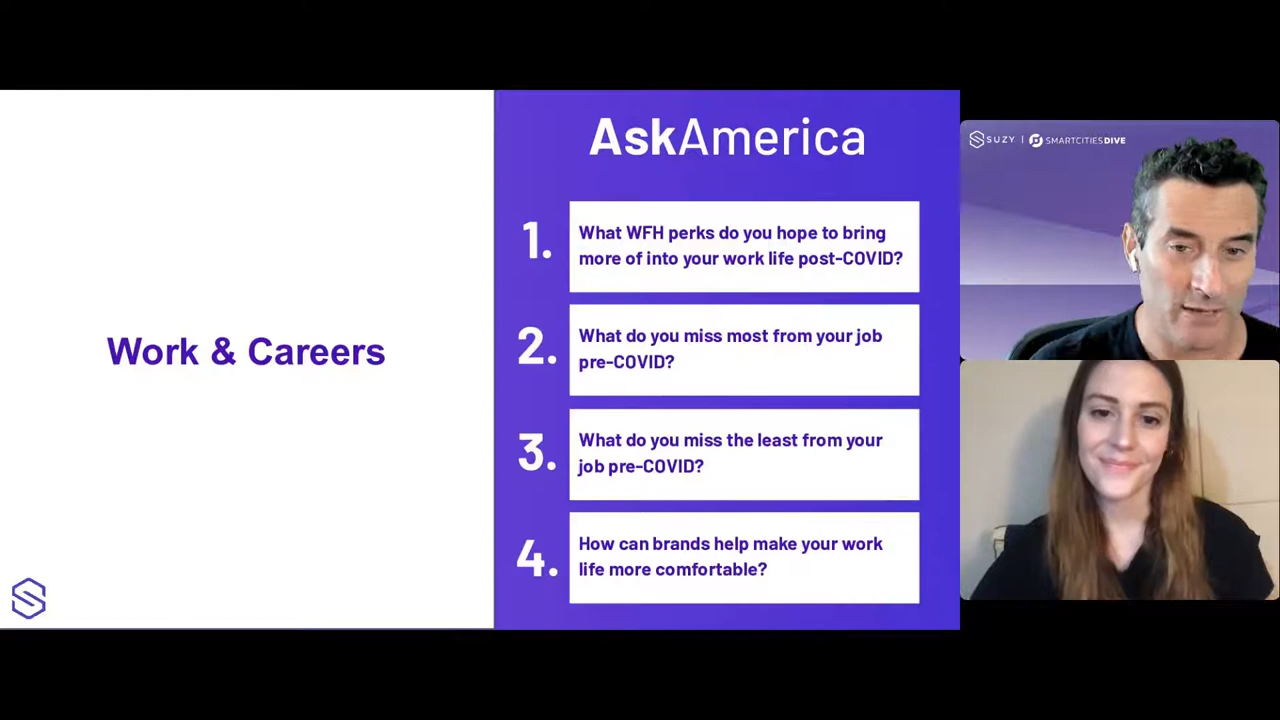 Work & Careers
AskAmerica
1.
What WFH perks do you hope to bring
more of into your work life post-COVID?
2.
What do you miss most from your job
pre-COVID?
3.
What do you miss the least from your
job pre-COVID?
4.
How can brands help make your work
life more comfortable?
SUZY | SMARTCITIESDIVE